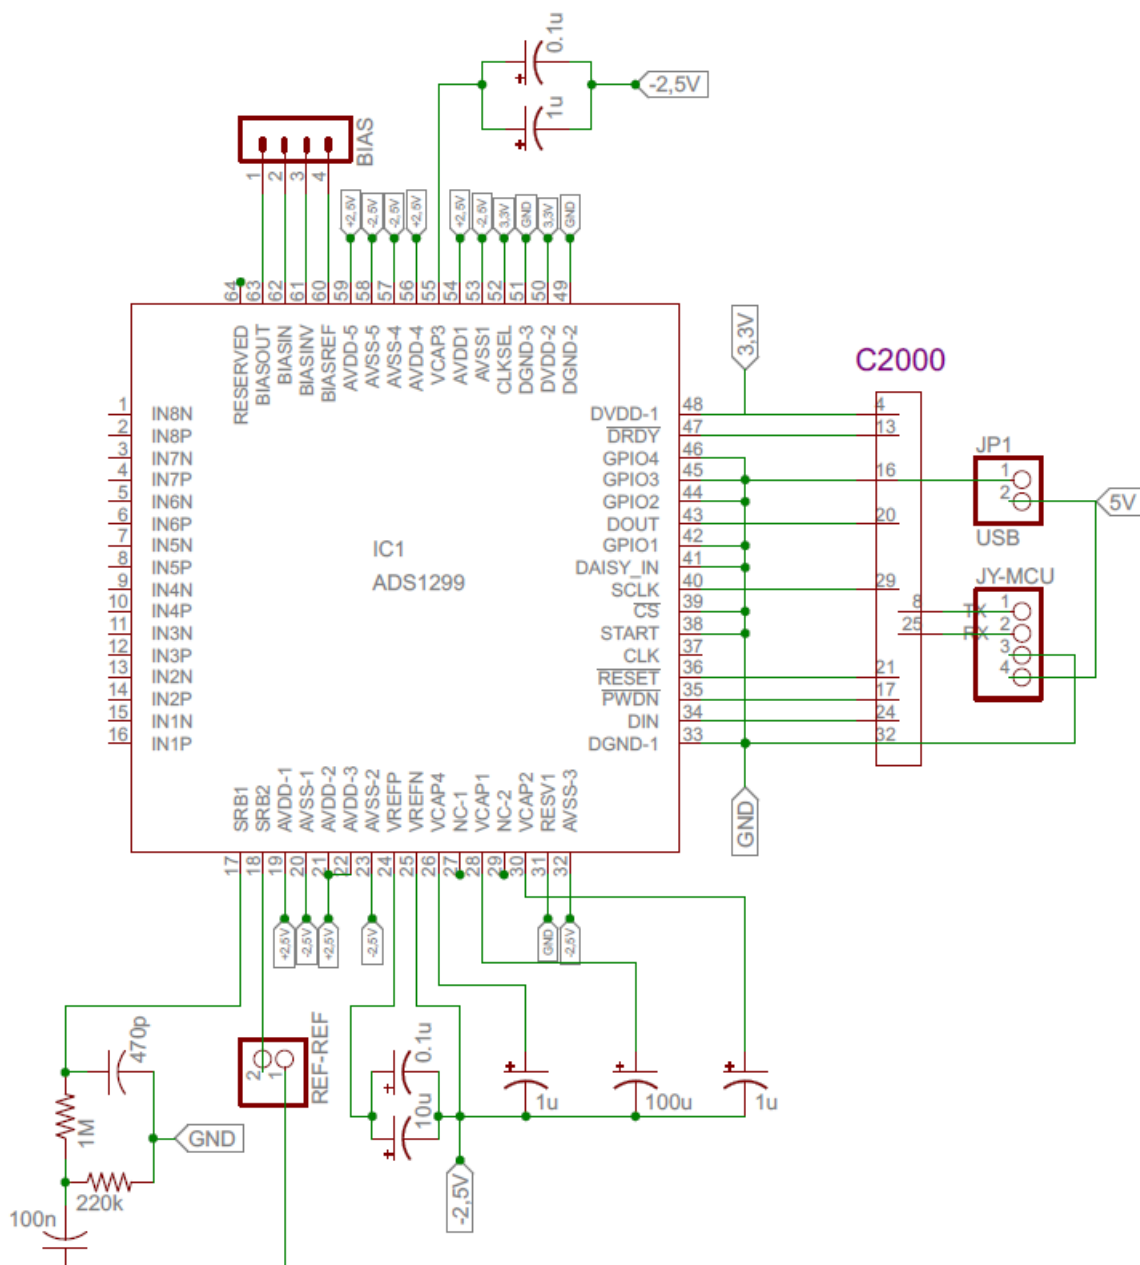 0.1u
-2,5V
1u
BIAS
1 2 3 4
+2,5V -2,5V -2,5V +2,5V +2,5V -2,5V 3,3V GND 3,3V GND
64 63 62 61 60 59 58 57 56 55 54 53 52 51 50 49
RESERVED
BIASOUT
BIASIN
BIASINV
BIASREF
AVDD-5
AVSS-5
AVSS-4
AVDD-4
VCAP3
AVDD1
AVSS1
CLKSEL
DGND-3
DVDD-2
DGND-2
3,3V
C2000
1 IN8N
2 IN8P
3 IN7N
4 IN7P
5 IN6N
6 IN6P
7 IN5N
8 IN5P
9 IN4N
10 IN4P
11 IN3N
12 IN3P
13 IN2N
14 IN2P
15 IN1N
16 IN1P
IC1
ADS1299
DVDD-1 48 4
DRDY 47 13
GPIO4 46
GPIO3 45 16
GPIO2 44
DOUT 43 20
GPIO1 42
DAISY_IN 41
SCLK 40 29
CS 39
START 38
CLK 37
RESET 36 21
PWDN 35 17
DIN 34 24
DGND-1 33 32
8
25
JP1
1
2
USB
5V
JY-MCU
TX 1
RX 2
3
4
GND
SRB1
SRB2
AVDD-1
AVSS-1
AVDD-2
AVDD-3
AVSS-2
VREFP
VREFN
VCAP4
NC-1
VCAP1
NC-2
VCAP2
RESV1
AVSS-3
17 18 19 20 21 22 23 24 25 26 27 28 29 30 31 32
+2,5V -2,5V +2,5V -2,5V GND -2,5V
470p
1M
GND
220k
100n
REF-REF
2 1
0.1u
10u
-2,5V
1u
100u
1u